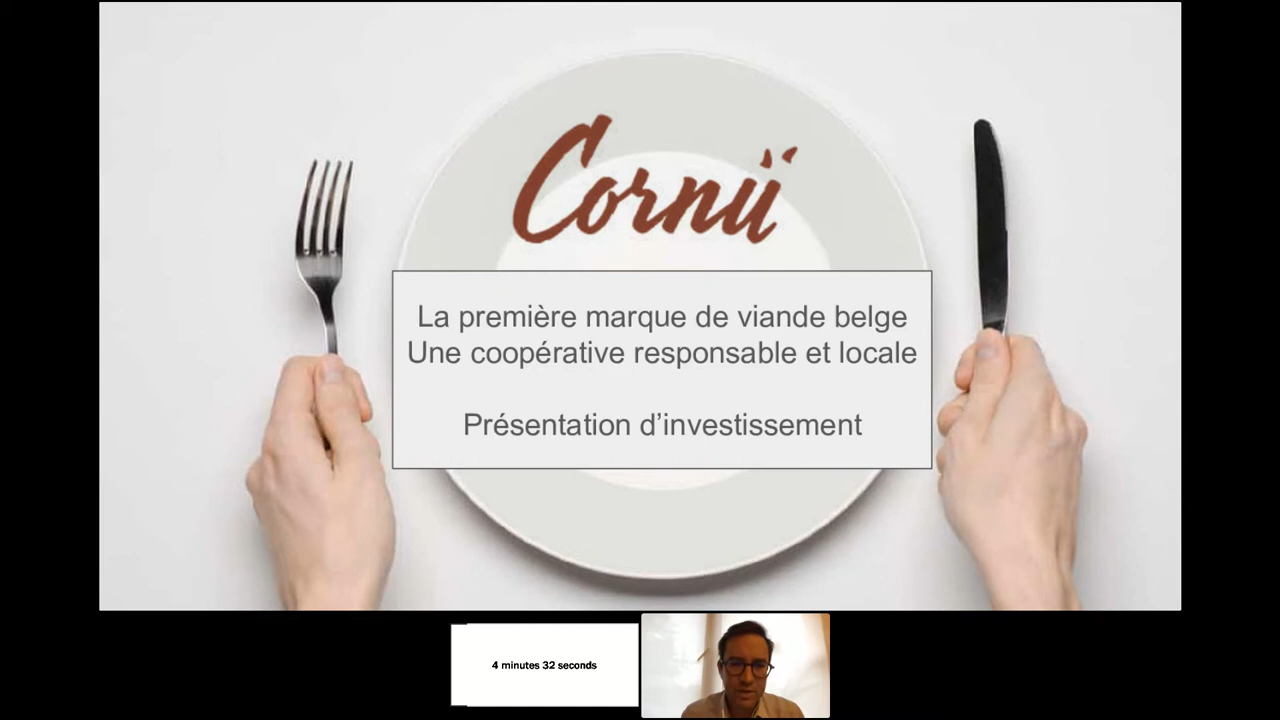 Cornü
La première marque de viande belge
Une coopérative responsable et locale
Présentation d’investissement
4 minutes 32 seconds